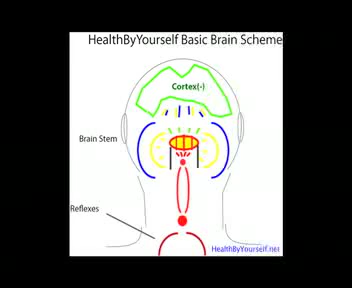 HealthByYourself Basic Brain Scheme
Cortex(-)
Brain Stem
Reflexes
HealthByYourself.net